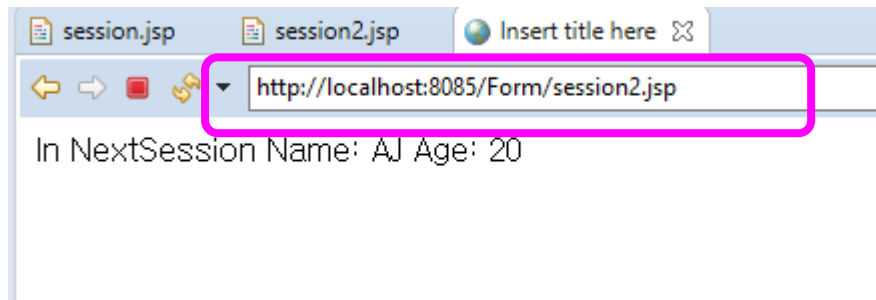 session.jsp session2.jsp Insert title here
http://localhost:8085/Form/session2.jsp
In NextSession Name: AJ Age: 20